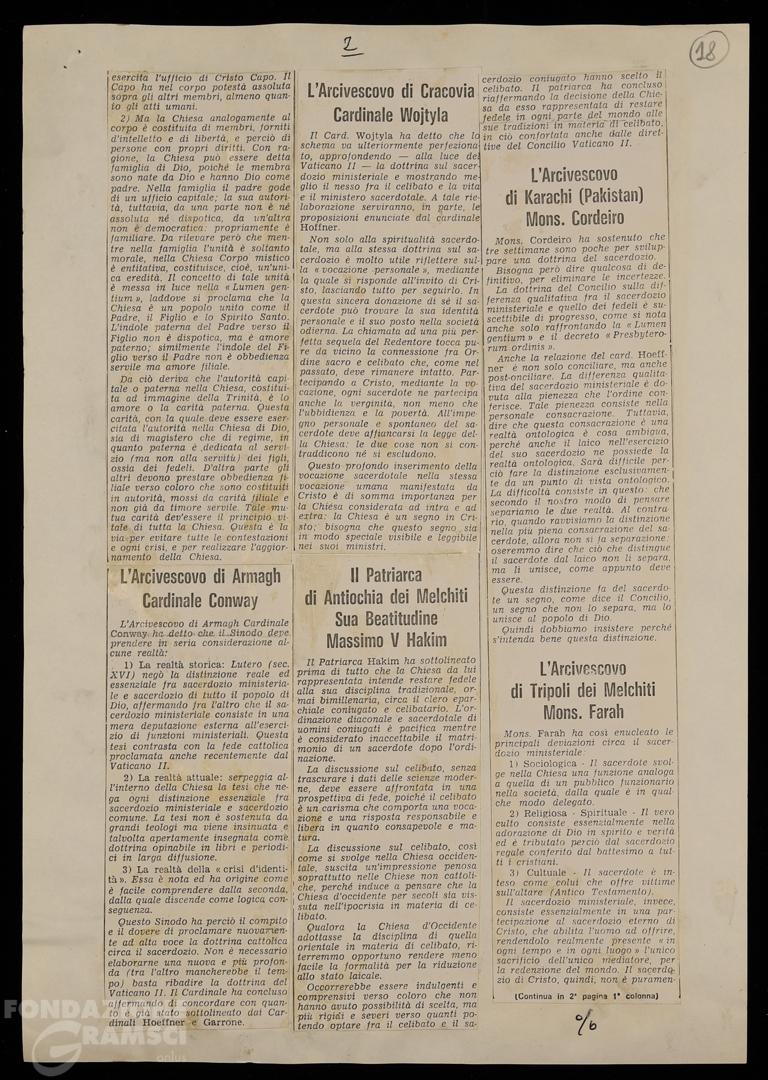 2
18
esercita l'ufficio di Cristo Capo. Il
Capo ha nel corpo potestà assoluta
sopra gli altri membri, almeno quan-
to gli atti umani.
2) Ma la Chiesa analogamente al
corpo è costituita di membri, forniti
d'intelletto e di libertà, e perciò di
persone con propri diritti. Con ra-
gione, la Chiesa può essere detta
famiglia di Dio, poiché le membra
sono nate da Dio e hanno Dio come
padre. Nella famiglia il padre gode
di un ufficio capitale; la sua autori-
tà, tuttavia, da una parte non è né
assoluta né dispotica, da un'altra
non è democratica: propriamente è
familiare. Da rilevare però che men-
tre nella famiglia l'unità è soltanto
morale, nella Chiesa Corpo mistico
è entitativa, costituisce, cioè, un'uni-
ca eredità. Il concetto di tale unità
è messa in luce nella «Lumen gen-
tium», laddove si proclama che la
Chiesa è un popolo unito come il
Padre, il Figlio e lo Spirito Santo.
L'indole paterna del Padre verso il
Figlio non è dispotica, ma è amore
paterno; similmente l'indole del Fi-
glio verso il Padre non è obbedienza
servile ma amore filiale.
Da ciò deriva che l'autorità capi-
tale o paterna nella Chiesa, costitui-
ta ad immagine della Trinità, è lo
amore o la carità paterna. Questa
carità, con la quale deve essere eser-
citata l'autorità nella Chiesa di Dio,
sia di magistero che di regime, in
quanto paterna è dedicata al servi-
zio (ma non alla servitù) dei figli,
ossia dei fedeli. D'altra parte gli
altri devono prestare obbedienza fi-
liale verso coloro che sono costituiti
in autorità, mossi da carità filiale e
non già da timore servile. Tale mu-
tua carità dev'essere il principio vi-
tale di tutta la Chiesa. Questa è la
via per evitare tutte le contestazioni
e ogni crisi, e per realizzare l'aggior-
namento della Chiesa.
L'Arcivescovo di Armagh
Cardinale Conway
L'Arcivescovo di Armagh Cardinale
Conway ha detto che il Sinodo deve
prendere in seria considerazione al-
cune realtà:
1) La realtà storica: Lutero (sec.
XVI) negò la distinzione reale ed
essenziale fra sacerdozio ministeria-
le e sacerdozio di tutto il popolo di
Dio, affermando fra l'altro che il sa-
cerdozio ministeriale consiste in una
mera deputazione esterna all'eserci-
zio di funzioni ministeriali. Questa
tesi contrasta con la fede cattolica
proclamata anche recentemente dal
Vaticano II.
2) La realtà attuale: serpeggia al-
l'interno della Chiesa la tesi che ne-
ga ogni distinzione essenziale fra
sacerdozio ministeriale e sacerdozio
comune. La tesi non è sostenuta da
grandi teologi ma viene insinuata e
talvolta apertamente insegnata come
dottrina opinabile in libri e periodi-
ci in larga diffusione.
3) La realtà della «crisi d'identi-
tà». Essa è nota ed ha origine come
è facile comprendere dalla seconda,
dalla quale discende come logica con-
seguenza.
Questo Sinodo ha perciò il compito
e il dovere di proclamare nuovamen-
te ad alta voce la dottrina cattolica
circa il sacerdozio. Non è necessario
elaborarne una nuova e più profon-
da (tra l'altro mancherebbe il tem-
po) basta ribadire la dottrina del
Vaticano II. Il Cardinale ha concluso
affermando di concordare con quan-
to è già stato sottolineato dai Car-
dinali Hoeffner e Garrone.
L'Arcivescovo di Cracovia
Cardinale Wojtyla
Il Card. Wojtyla ha detto che lo
schema va ulteriormente perfezio-
nato, approfondendo — alla luce del
Vaticano II — la dottrina sul sacer-
dozio ministeriale e mostrando me-
glio il nesso fra il celibato e la vita
e il ministero sacerdotale. A tale rie-
laborazione serviranno, in parte, le
proposizioni enunciate dal cardinale
Hoffner.
Non solo alla spiritualità sacerdo-
tale, ma alla stessa dottrina sul sa-
cerdozio è molto utile riflettere sul-
la «vocazione personale», mediante
la quale si risponde all'invito di Cri-
sto, lasciando tutto per seguirlo. In
questa sincera donazione di sé il sa-
cerdote può trovare la sua identità
personale e il suo posto nella società
odierna. La chiamata ad una più per-
fetta sequela del Redentore tocca pu-
re da vicino la connessione fra Or-
dine sacro e celibato che, come nel
passato, deve rimanere intatto. Par-
tecipando a Cristo, mediante la vo-
cazione, ogni sacerdote ne partecipa
anche la verginità, non meno che
l'ubbidienza e la povertà. All'impe-
gno personale e spontaneo del sa-
cerdote deve affiancarsi la legge del-
la Chiesa: le due cose non si con-
traddicono né si escludono.
Questo profondo inserimento della
vocazione sacerdotale nella stessa
vocazione umana manifestata da
Cristo è di somma importanza per
la Chiesa considerata ad intra e ad
extra: la Chiesa è un segno in Cri-
sto; bisogna che questo segno sia
in modo speciale visibile e leggibile
nei suoi ministri.
Il Patriarca
di Antiochia dei Melchiti
Sua Beatitudine
Massimo V Hakim
Il Patriarca Hakim ha sottolineato
prima di tutto che la Chiesa da lui
rappresentata intende restare fedele
alla sua disciplina tradizionale, or-
mai bimillenaria, circa il clero epar-
chiale coniugato e celibatario. L'or-
dinazione diaconale e sacerdotale di
uomini coniugati è pacifica mentre
è considerato inaccettabile il matri-
monio di un sacerdote dopo l'ordi-
nazione.
La discussione sul celibato, senza
trascurare i dati delle scienze moder-
ne, deve essere affrontata in una
prospettiva di fede, poiché il celibato
è un carisma che comporta una voca-
zione e una risposta responsabile e
libera in quanto consapevole e ma-
tura.
La discussione sul celibato, così
come si svolge nella Chiesa occiden-
tale, suscita un'impressione penosa
soprattutto nelle Chiese non cattoli-
che, perché induce a pensare che la
Chiesa d'occidente per secoli sia vis-
suta nell'ipocrisia in materia di ce-
libato.
Qualora la Chiesa d'Occidente
adottasse la disciplina di quella
orientale in materia di celibato, ri-
terremmo opportuno rendere meno
facile la formalità per la riduzione
allo stato laicale.
Occorrerebbe essere indulgenti e
comprensivi verso coloro che non
hanno avuto possibilità di scelta, ma
più rigidi e severi verso quanti po-
tendo optare fra il celibato e il sa-
cerdozio coniugato hanno scelto il
celibato. Il patriarca ha concluso
riaffermando la decisione della Chie-
sa da esso rappresentata di restare
fedele in ogni parte del mondo alle
sue tradizioni in materia di celibato,
in ciò confortata anche dalle diret-
tive del Concilio Vaticano II.
L'Arcivescovo
di Karachi (Pakistan)
Mons. Cordeiro
Mons. Cordeiro ha sostenuto che
tre settimane sono poche per svilup-
pare una dottrina del sacerdozio.
Bisogna però dire qualcosa di de-
finitivo, per eliminare le incertezze.
La dottrina del Concilio sulla dif-
ferenza qualitativa fra il sacerdozio
ministeriale e quello dei fedeli è su-
scettibile di progresso, come si nota
anche solo raffrontando la «Lumen
gentium» e il decreto «Presbytero-
rum ordinis».
Anche la relazione del card. Hoeff-
ner è non solo conciliare, ma anche
post-onciliare. La differenza qualita-
tiva del sacerdozio ministeriale è do-
vuta alla pienezza che l'ordine con-
ferisce. Tale pienezza consiste nella
personale consacrazione. Tuttavia,
dire che questa consacrazione è una
realtà ontologica è cosa ambigua,
perché anche il laico nell'esercizio
del suo sacerdozio ne possiede la
realtà ontologica. Sarà difficile per-
ciò fare la distinzione esclusivamen-
te da un punto di vista ontologico.
La difficoltà consiste in questo: che
secondo il nostro modo di pensare
separiamo le due realtà. Al contra-
rio, quando ravvisiamo la distinzione
nella più piena consacrazione del sa-
cerdote, allora non si fa separazione:
oseremmo dire che ciò che distingue
il sacerdote dal laico non li separa,
ma li unisce, come appunto deve
essere.
Questa distinzione fa del sacerdo-
te un segno, come dice il Concilio,
un segno che non lo separa, ma lo
unisce al popolo di Dio.
Quindi dobbiamo insistere perché
s'intenda bene questa distinzione.
L'Arcivescovo
di Tripoli dei Melchiti
Mons. Farah
Mons. Farah ha così enucleato le
principali deviazioni circa il sacer-
dozio ministeriale:
1) Sociologica - Il sacerdote svol-
ge nella Chiesa una funzione analoga
a quella di un pubblico funzionario
nella società, dalla quale è in qual-
che modo delegato.
2) Religiosa - Spirituale - Il vero
culto consiste essenzialmente nella
adorazione di Dio in spirito e verità
ed è tributato perciò dal sacerdozio
regale conferito dal battesimo a tut-
ti i cristiani.
3) Cultuale - Il sacerdote è in-
teso come colui che offre vittime
sull'altare (Antico Testamento).
Il sacerdozio ministeriale, invece,
consiste essenzialmente in una par-
tecipazione al sacerdozio eterno di
Cristo, che abilita l'uomo ad offrire,
rendendolo realmente presente «in
ogni tempo e in ogni luogo» l'unico
sacrificio dell'unico mediatore, per
la redenzione del mondo. Il sacerdo-
zio di Cristo, quindi, non è puramen-
(Continua in 2ª pagina 1ª colonna)
%
FONDAZIONE
GRAMSCI
onlus